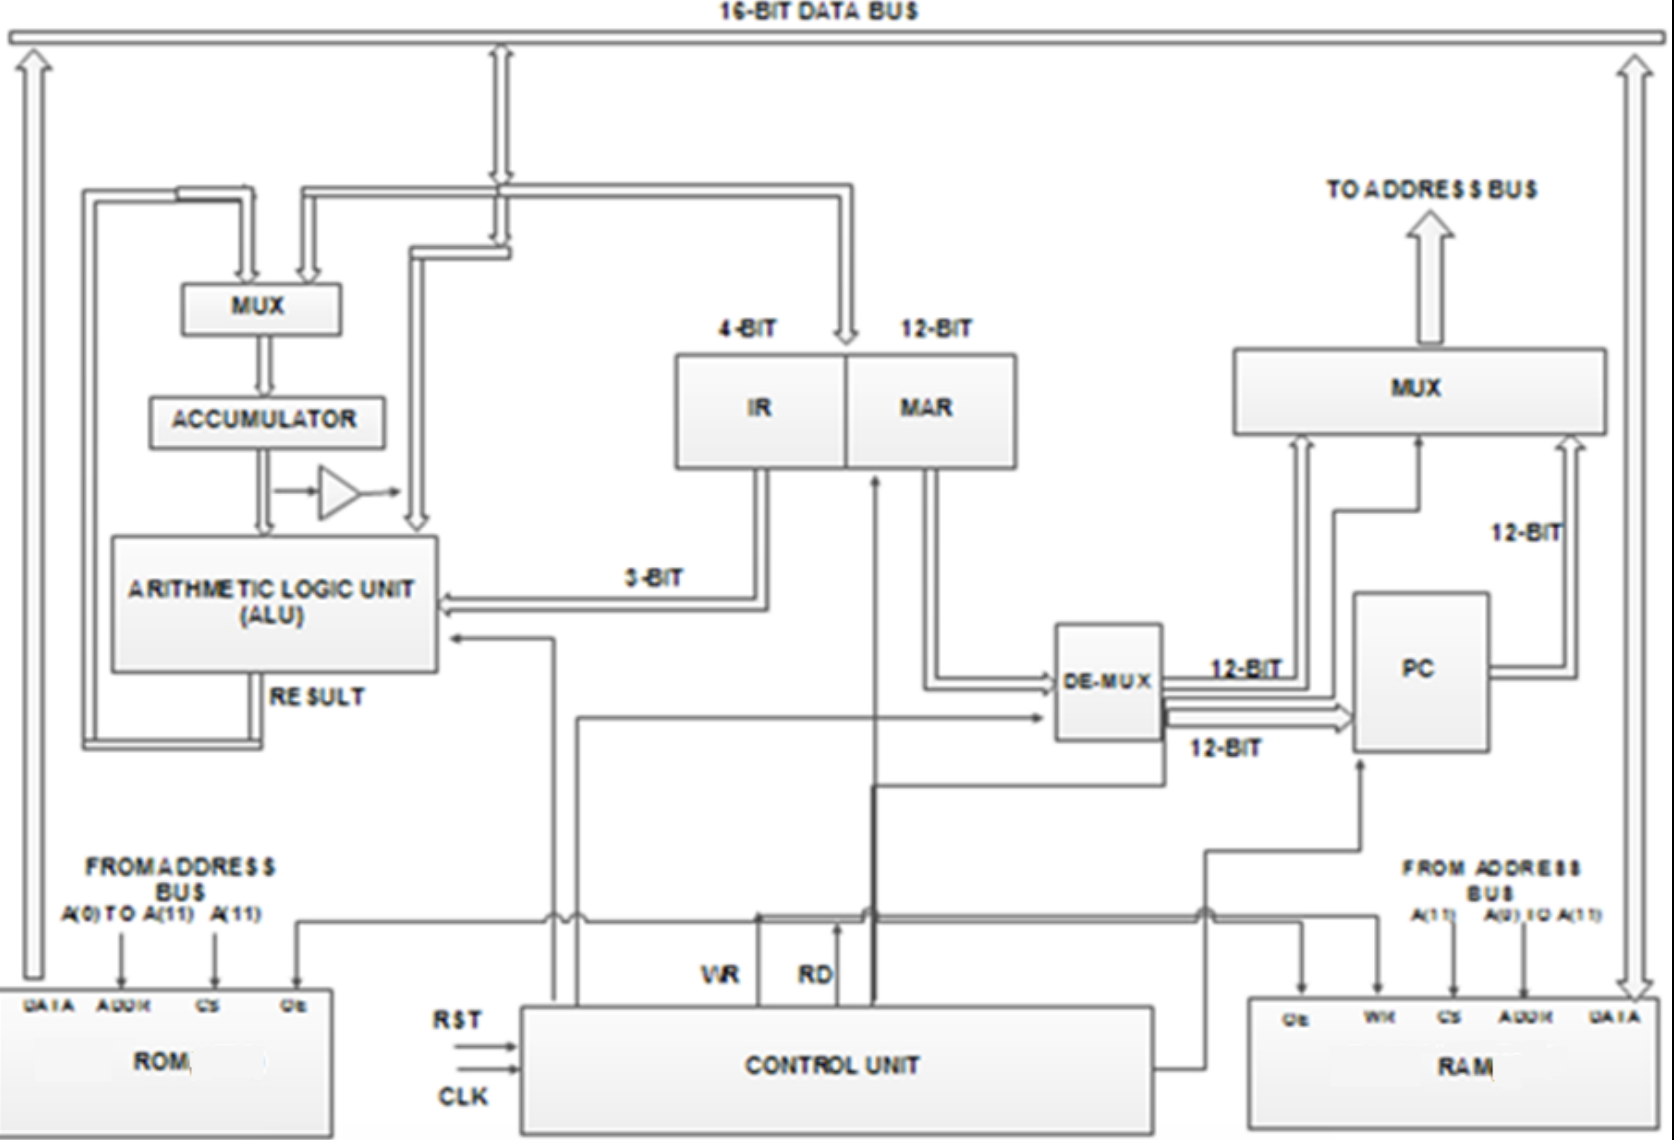 16-BIT DATA BUS
TO ADDRESS BUS
MUX
4-BIT
12-BIT
IR
MAR
MUX
ACCUMULATOR
12-BIT
ARITHMETIC LOGIC UNIT
(ALU)
3-BIT
RESULT
DE-MUX
12-BIT
12-BIT
PC
FROM ADDRESS
BUS
A(0) TO A(11) A(11)
FROM ADDRESS
BUS
A(11) A(0) TO A(11)
WR
RD
DATA ADDR CS OE
ROM
RST
CLK
CONTROL UNIT
OE WR CS ADDR DATA
RAM